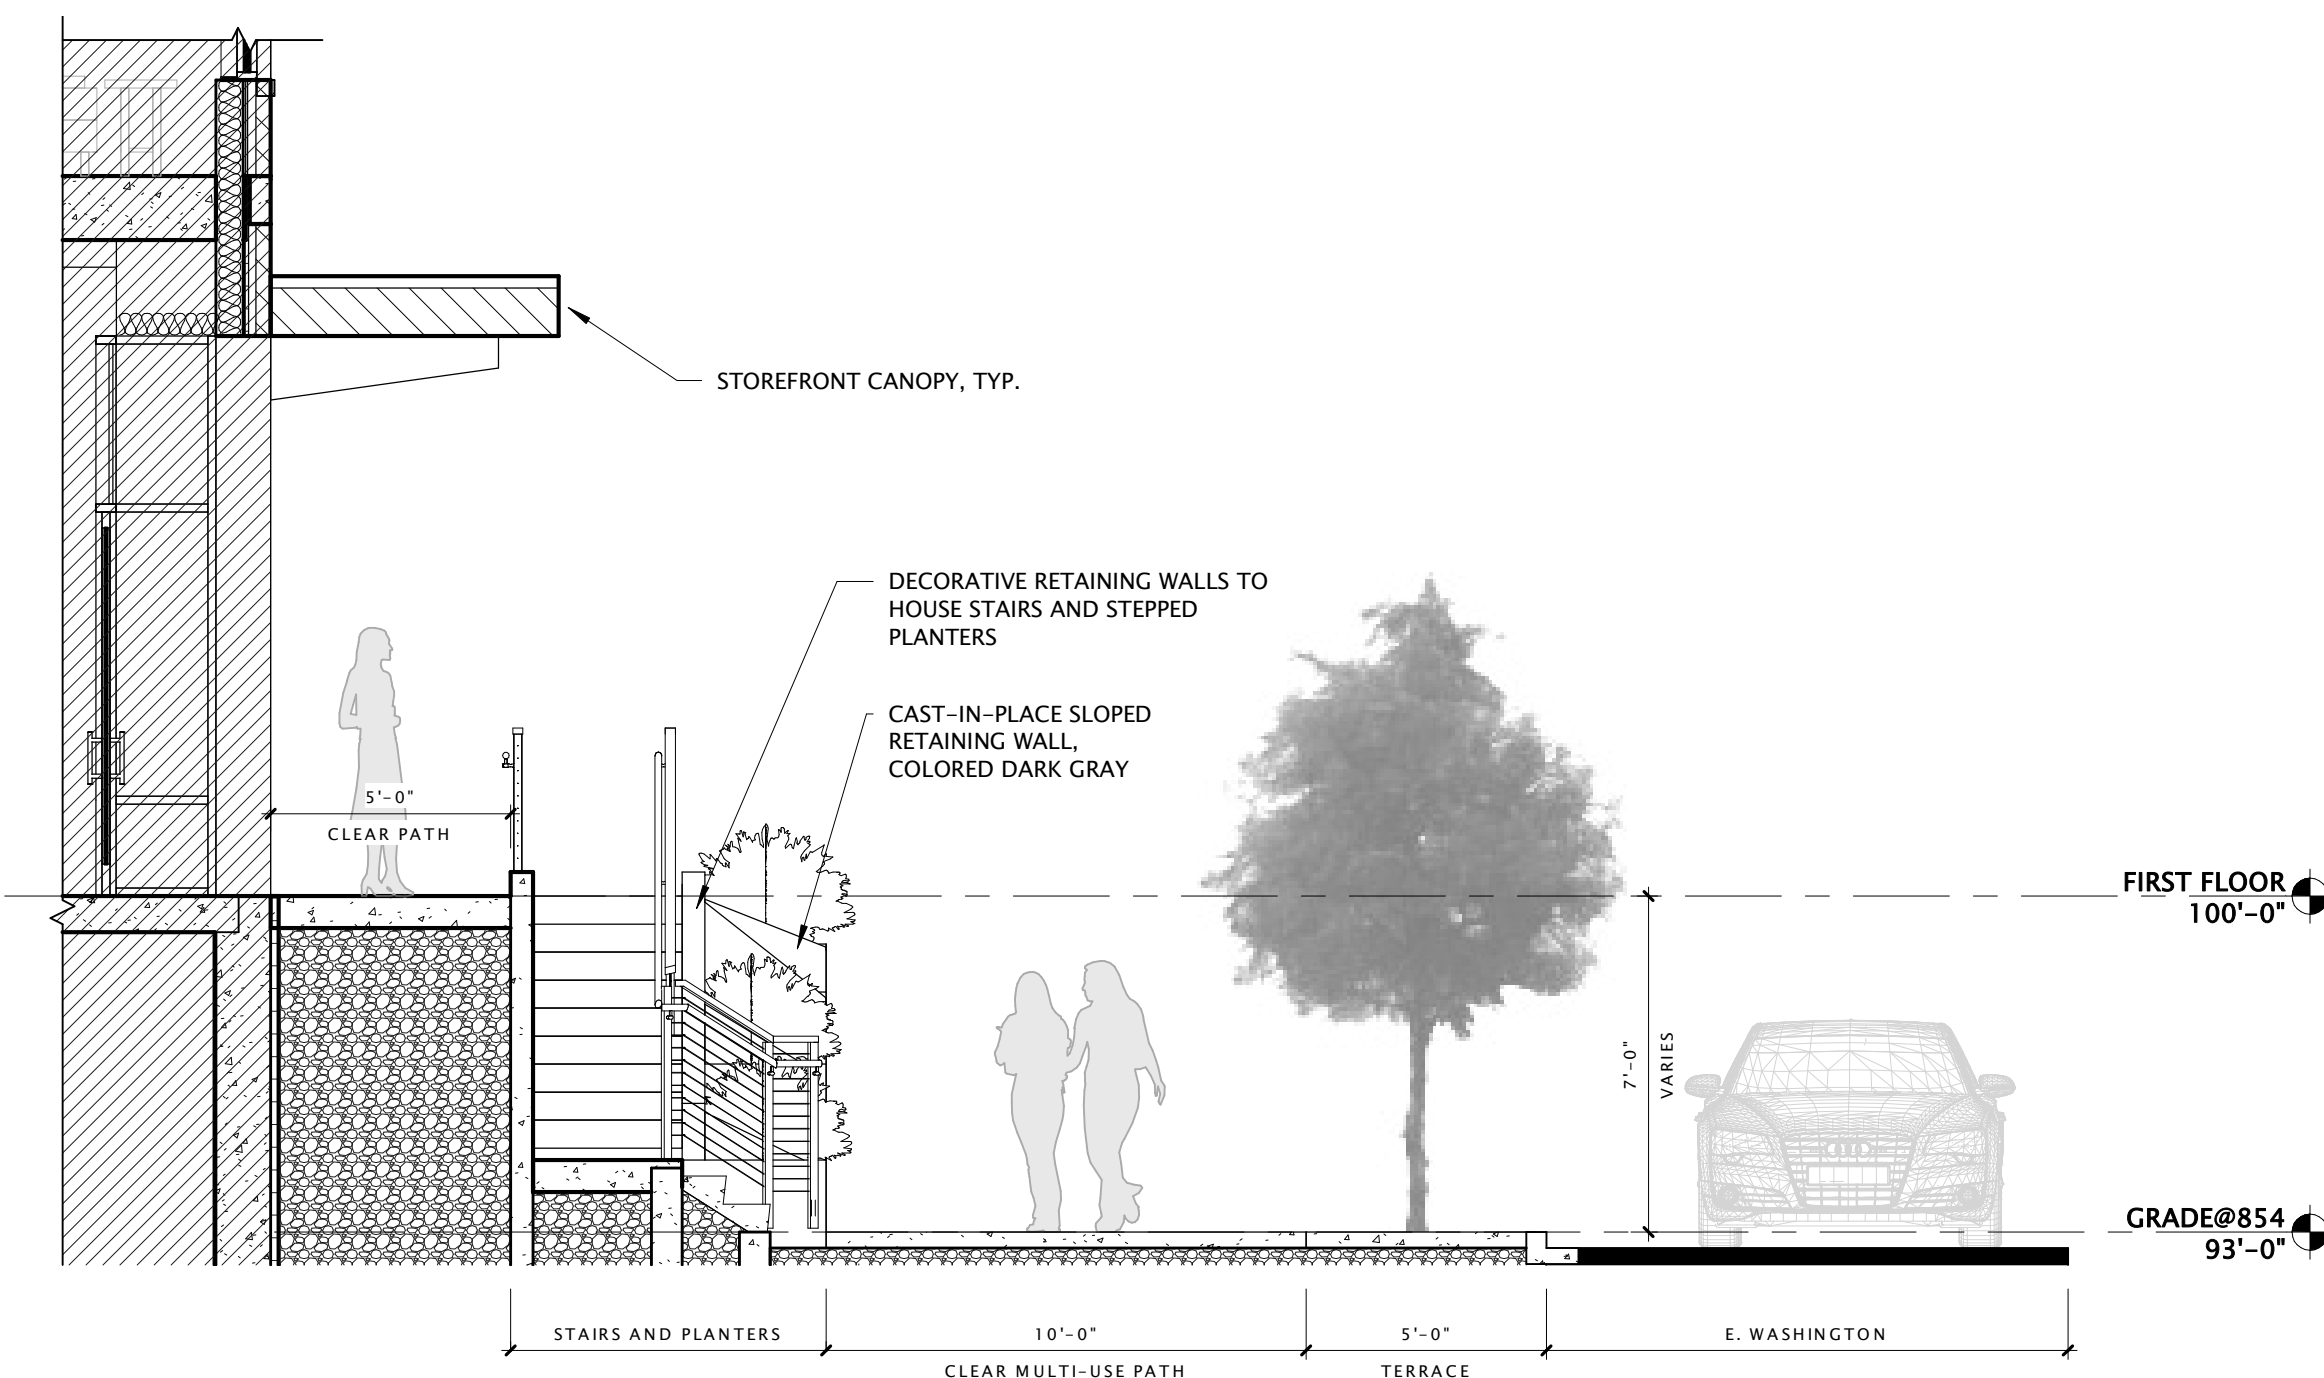 STOREFRONT CANOPY, TYP.
DECORATIVE RETAINING WALLS TO
HOUSE STAIRS AND STEPPED
PLANTERS
CAST-IN-PLACE SLOPED
RETAINING WALL,
COLORED DARK GRAY
5'-0"
CLEAR PATH
FIRST FLOOR
100'-0"
7'-0"
VARIES
GRADE@854
93'-0"
STAIRS AND PLANTERS
10'-0"
CLEAR MULTI-USE PATH
5'-0"
TERRACE
E. WASHINGTON